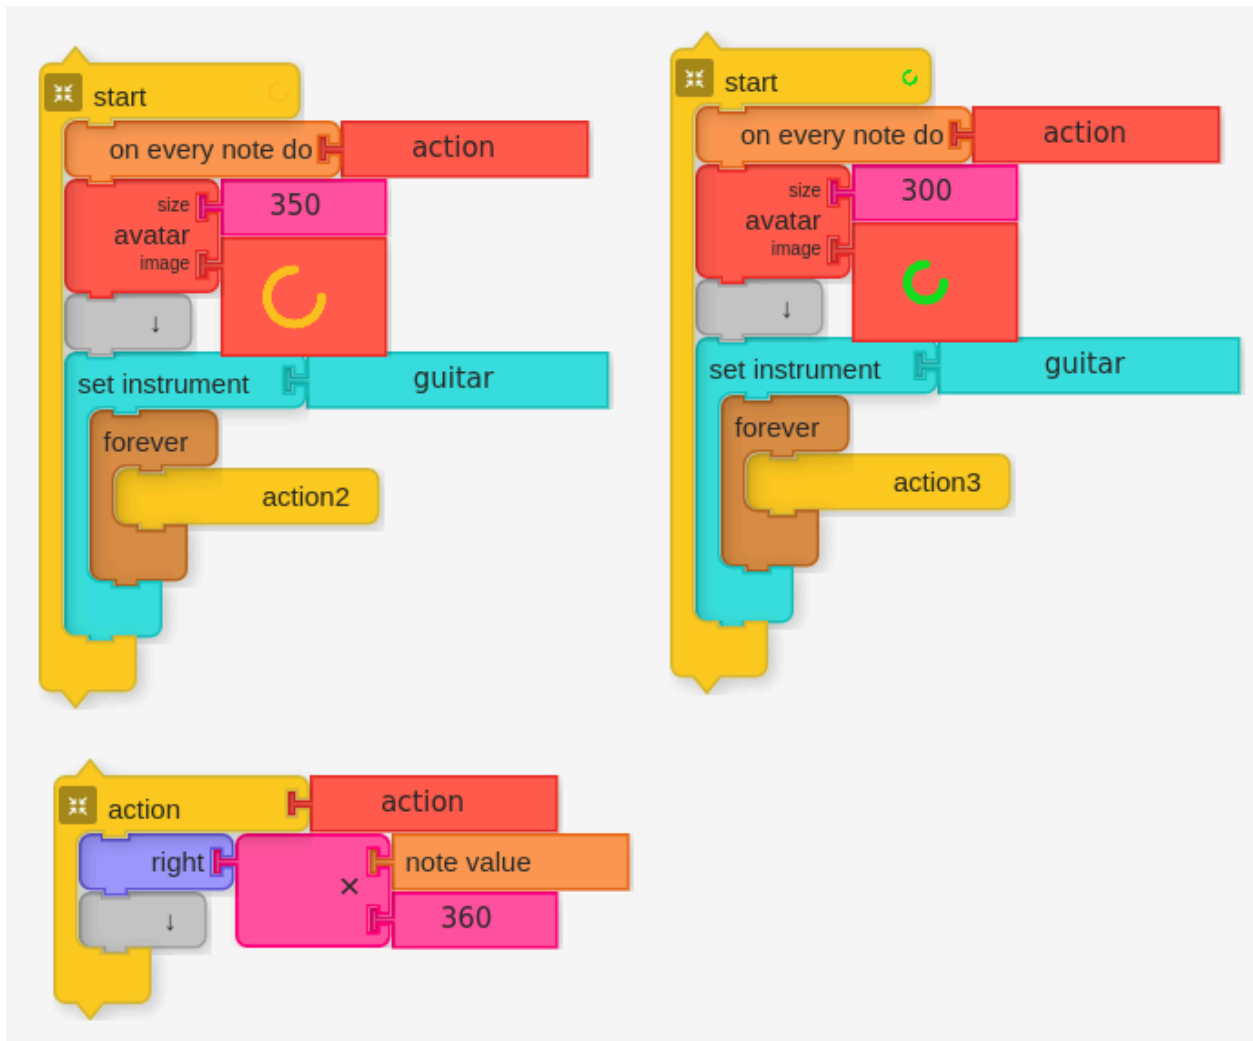 start
on every note do action
size 350
avatar
image
↓
set instrument guitar
forever
action2
start
on every note do action
size 300
avatar
image
↓
set instrument guitar
forever
action3
action action
right × note value
↓ 360